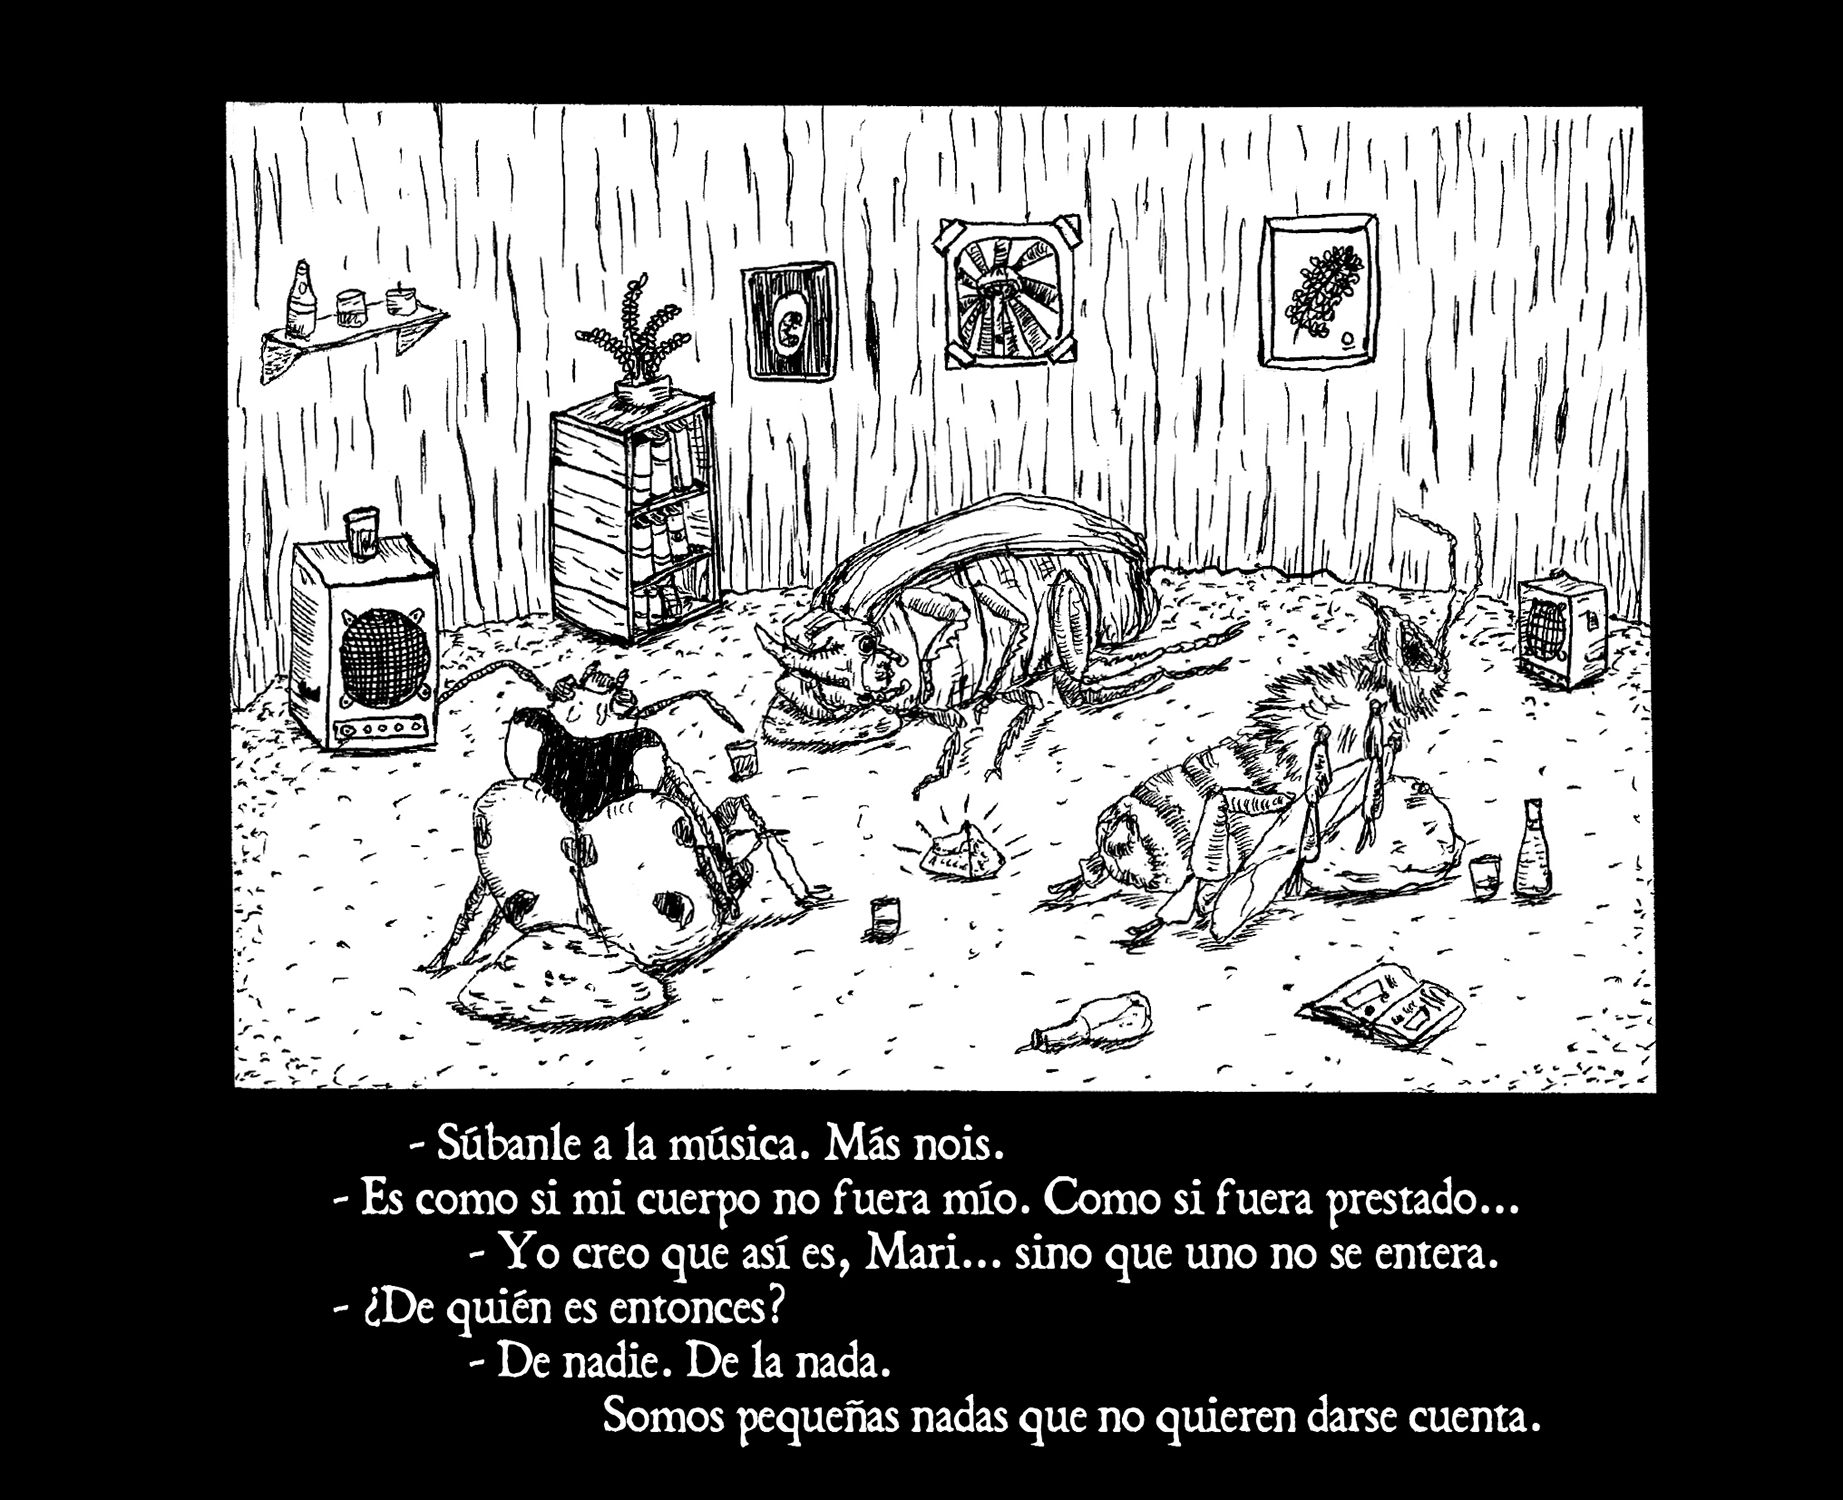 - Súbanle a la música. Más nois.
- Es como si mi cuerpo no fuera mío. Como si fuera prestado...
- Yo creo que así es, Mari... sino que uno no se entera.
- ¿De quién es entonces?
- De nadie. De la nada.
Somos pequeñas nadas que no quieren darse cuenta.